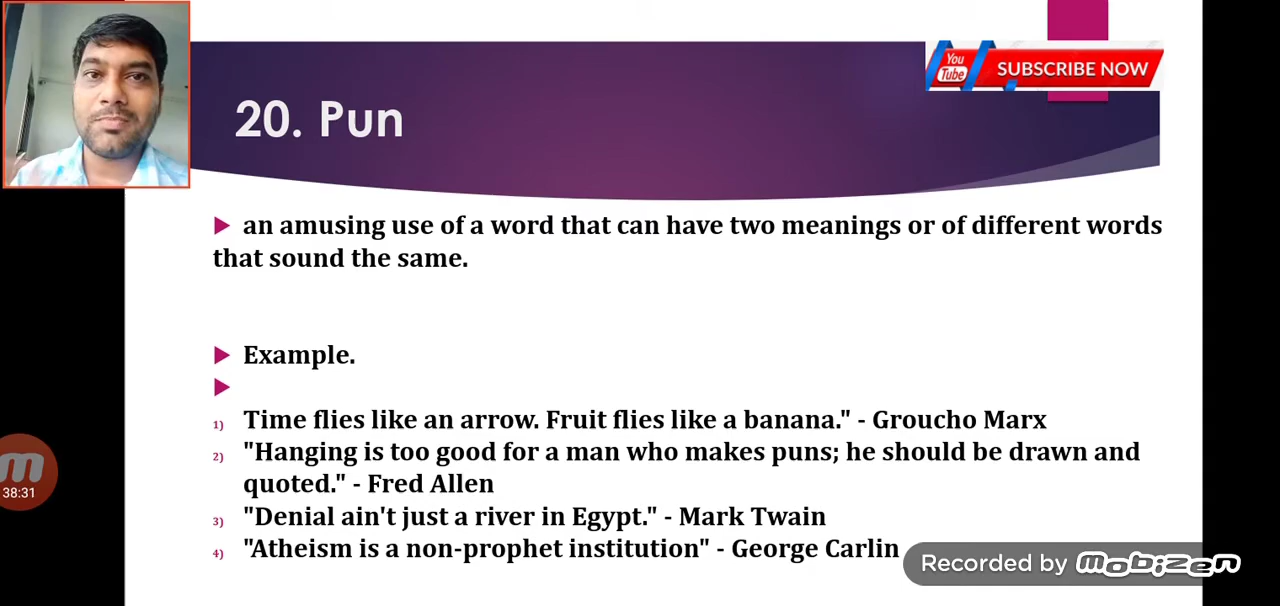 You
Tube
SUBSCRIBE NOW
20. Pun
an amusing use of a word that can have two meanings or of different words
that sound the same.
Example.
1) Time flies like an arrow. Fruit flies like a banana." - Groucho Marx
2) "Hanging is too good for a man who makes puns; he should be drawn and
quoted." - Fred Allen
3) "Denial ain't just a river in Egypt." - Mark Twain
4) "Atheism is a non-prophet institution" - George Carlin
38:31
Recorded by mobizen